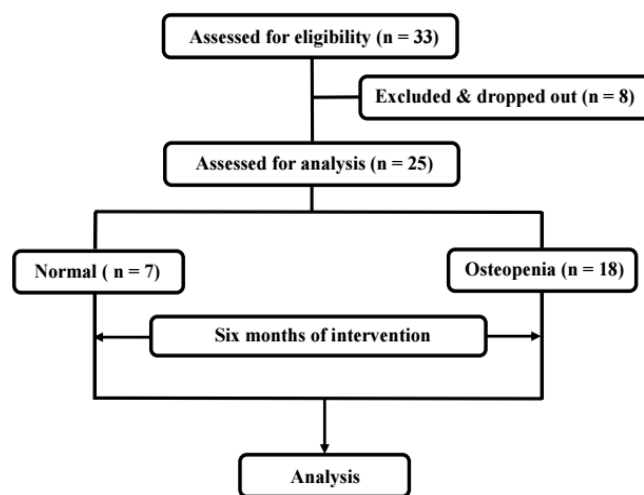 Assessed for eligibility (n = 33)
Excluded & dropped out (n = 8)
Assessed for analysis (n = 25)
Normal ( n = 7)
Osteopenia (n = 18)
Six months of intervention
Analysis